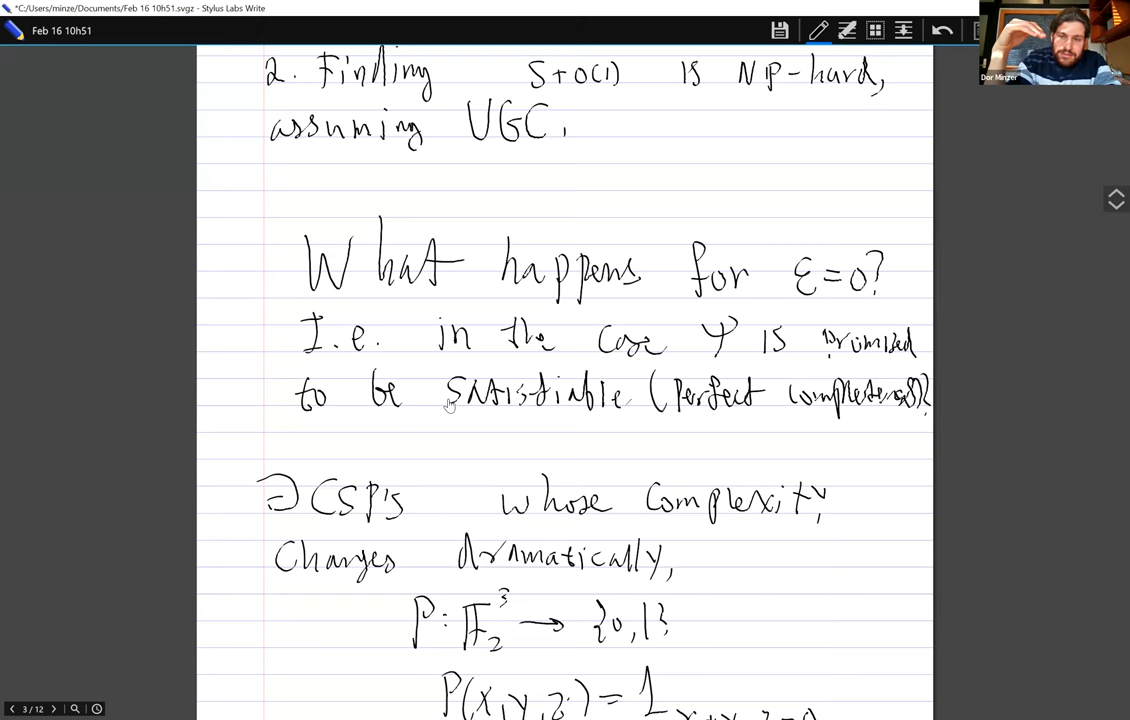 *C:/Users/minze/Documents/Feb 16 10h51.svgz - Stylus Labs Write
Feb 16 10h51
Dor Minzer
2. Finding S+o(1) is NP-hard,
assuming UGC.
What happens for ε=0?
I.e. in the case Ψ is promised
to be satisfiable (perfect completeness)?
∃ CSP's whose complexity
changes dramatically,
P: 𝔽₂³ → {0,1}
P(x,y,z) = 1
3 / 12